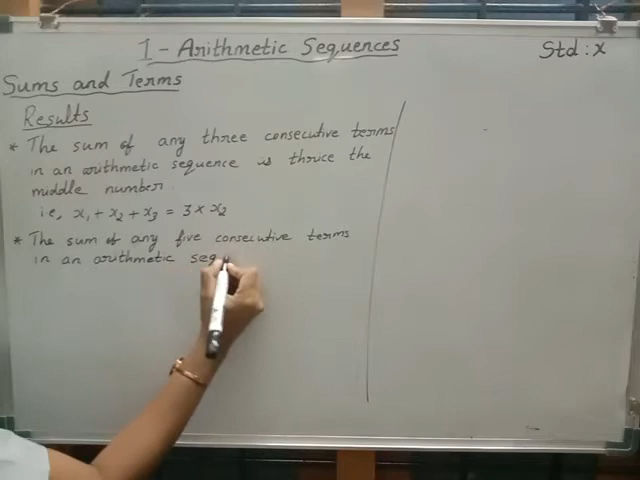 I - Arithmetic Sequences
Std : X
Sums and Terms
Results
* The sum of any three consecutive terms
in an arithmetic sequence is thrice the
middle number.
ie, x₁ + x₂ + x₃ = 3 × x₂
* The sum of any five consecutive terms
in an arithmetic seq